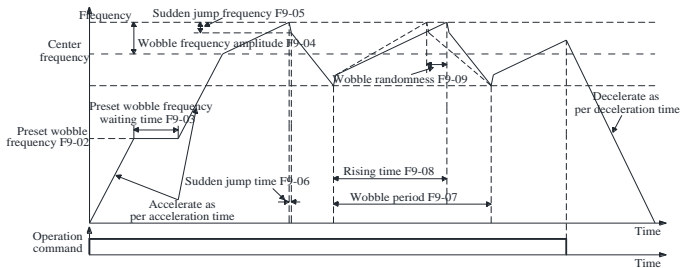 Frequency
Sudden jump frequency F9-05
Wobble frequency amplitude F9-04
Center
frequency
Wobble randomness F9-09
Preset wobble frequency
waiting time F9-03
Decelerate as
per deceleration time
Preset wobble
frequency F9-02
Rising time F9-08
Sudden jump time F9-06
Wobble period F9-07
Accelerate as
per acceleration time
Time
Operation
command
Time